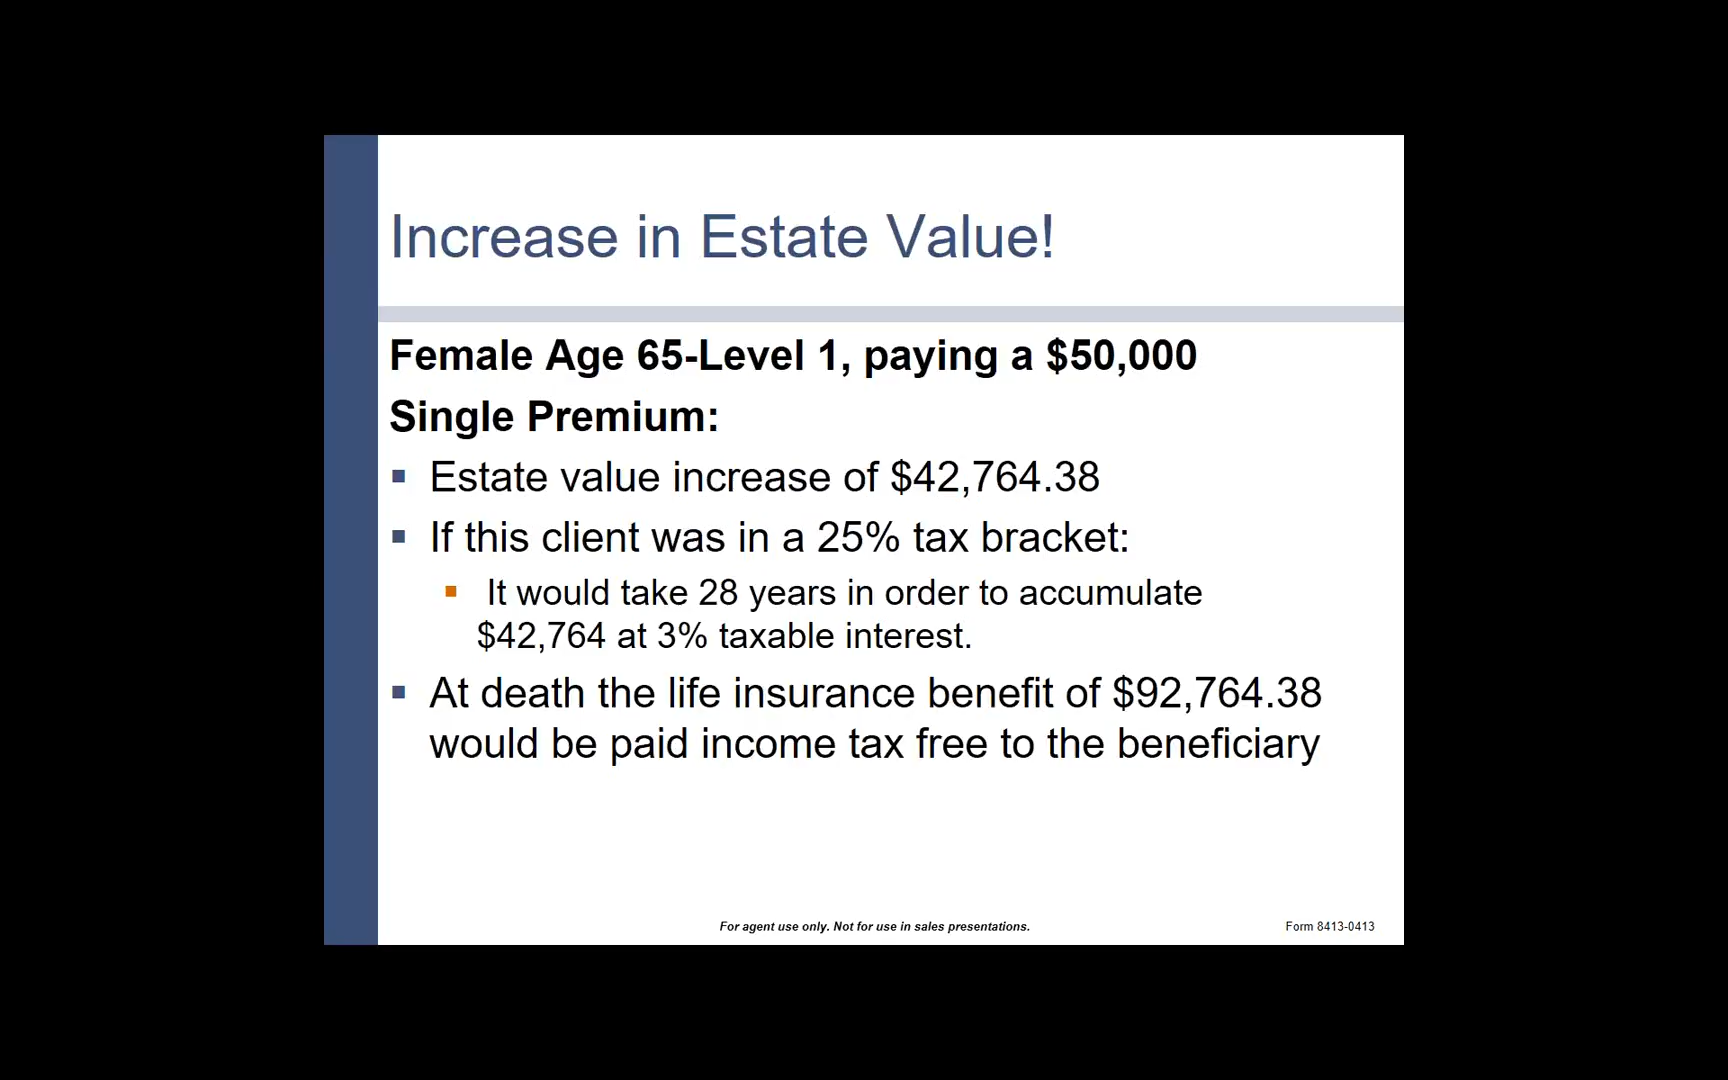 Increase in Estate Value!
Female Age 65-Level 1, paying a $50,000
Single Premium:
Estate value increase of $42,764.38
If this client was in a 25% tax bracket:
It would take 28 years in order to accumulate
$42,764 at 3% taxable interest.
At death the life insurance benefit of $92,764.38
would be paid income tax free to the beneficiary
For agent use only. Not for use in sales presentations.
Form 8413-0413